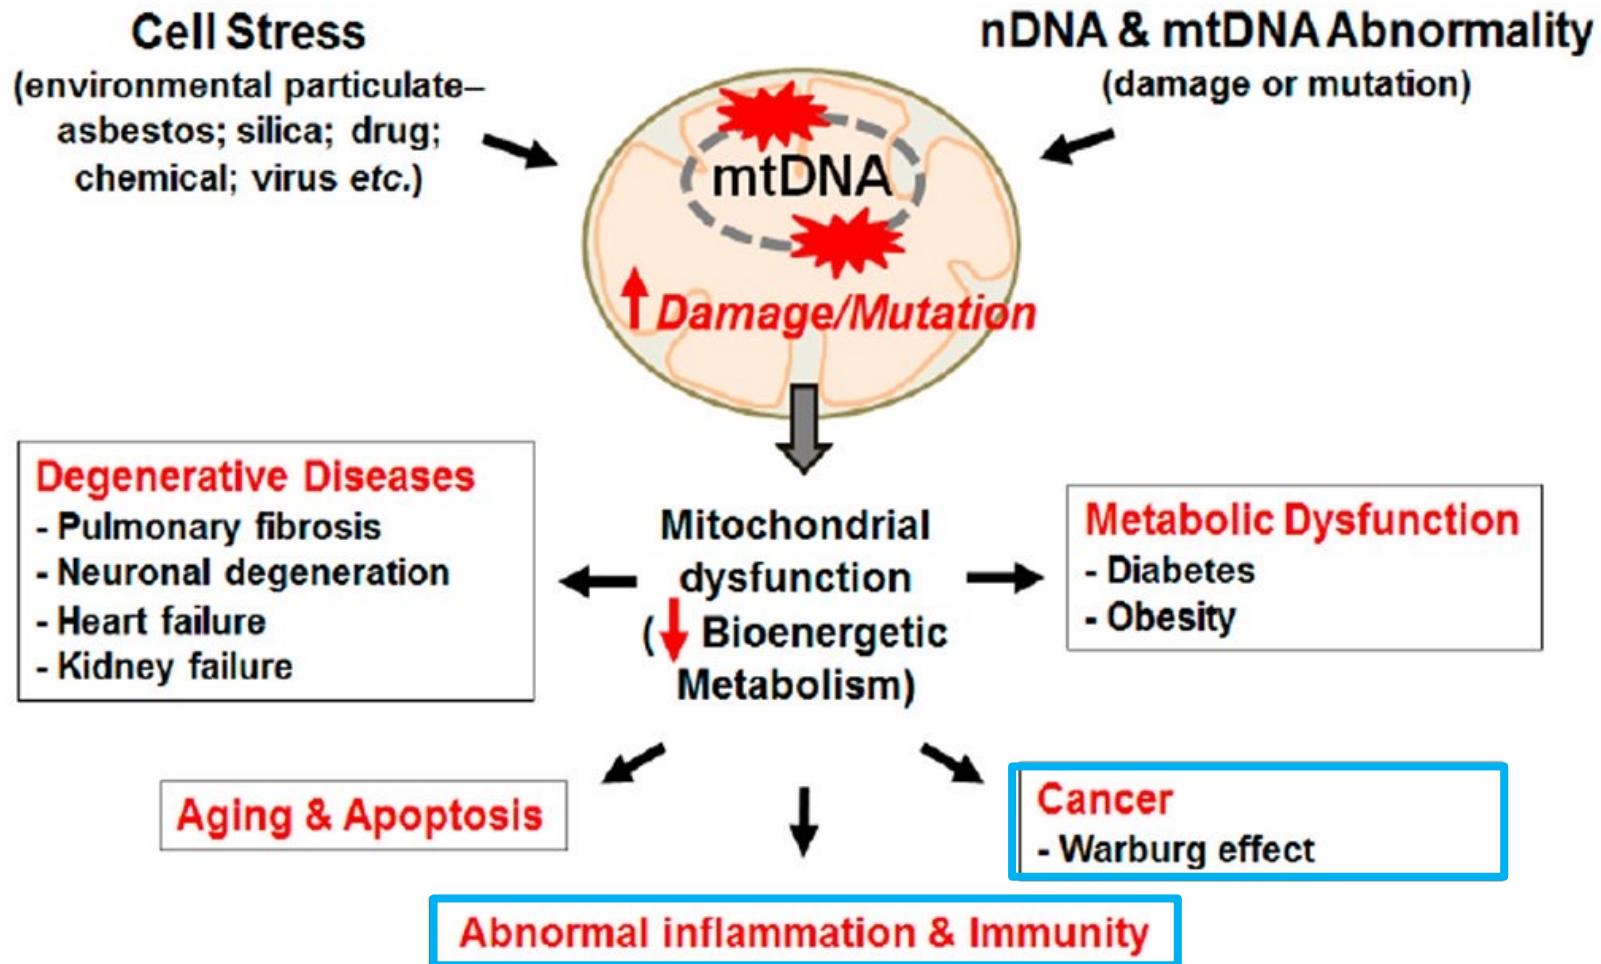 Cell Stress
(environmental particulate–
asbestos; silica; drug;
chemical; virus etc.)
nDNA & mtDNA Abnormality
(damage or mutation)
mtDNA
Damage/Mutation
Degenerative Diseases
- Pulmonary fibrosis
- Neuronal degeneration
- Heart failure
- Kidney failure
Mitochondrial
dysfunction
( Bioenergetic
Metabolism)
Metabolic Dysfunction
- Diabetes
- Obesity
Aging & Apoptosis
Cancer
- Warburg effect
Abnormal inflammation & Immunity